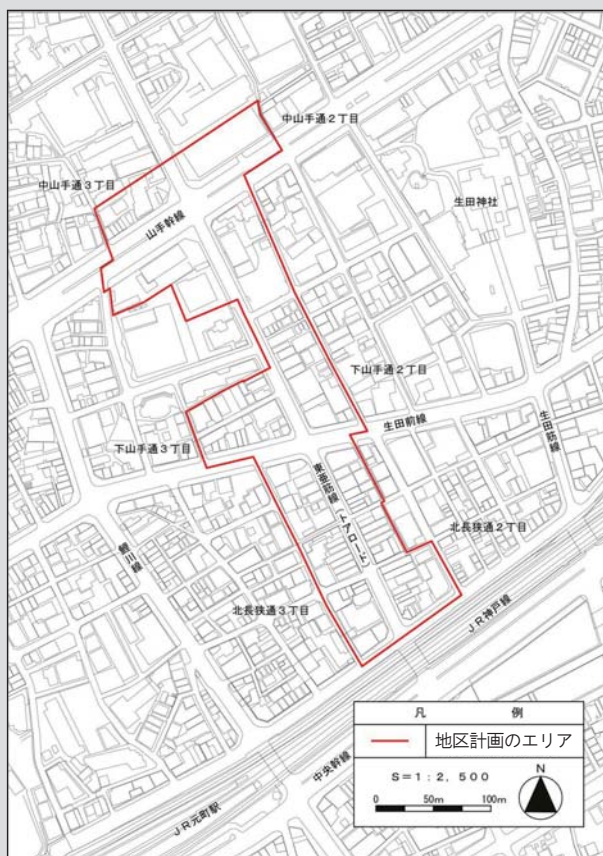 中山手通2丁目
中山手通3丁目
山手幹線
生田神社
下山手通2丁目
生田前線
生田筋線
下山手通3丁目
東亜筋線(トアロード)
北長狭通2丁目
鯉川線
北長狭通3丁目
JR神戸線
中央幹線
JR元町駅
凡 例
地区計画のエリア
S=1:2,500
0 50m 100m
N